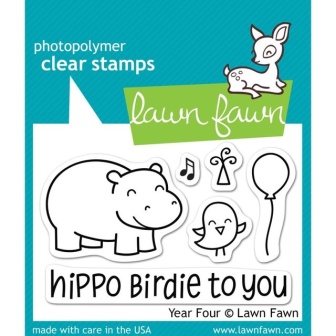 photopolymer
clear stamps
lawn fawn
hiPPO BiRdie to you
Year Four © Lawn Fawn
made with care in the USA
www.lawnfawn.com